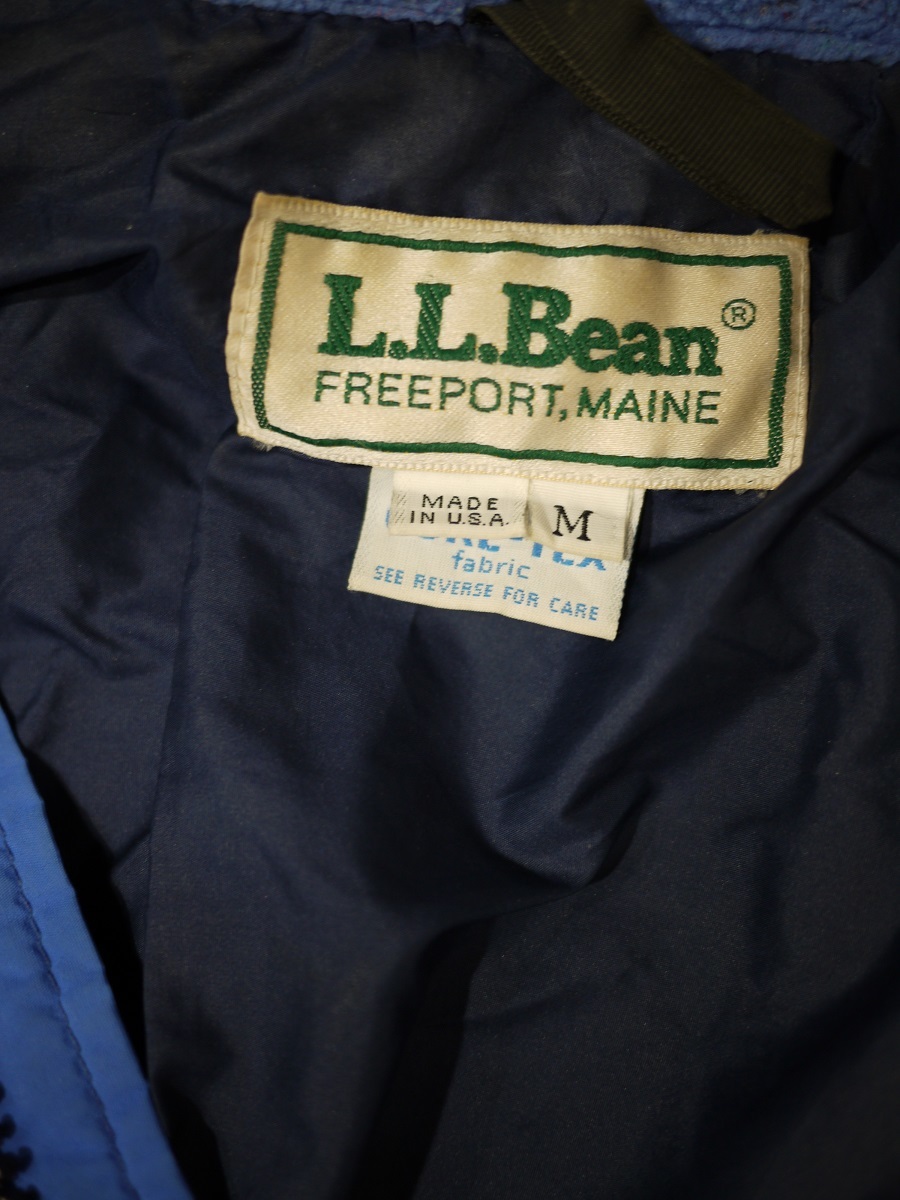 L.L.Bean®
FREEPORT, MAINE
MADE
IN U.S.A.
M
fabric
SEE REVERSE FOR CARE